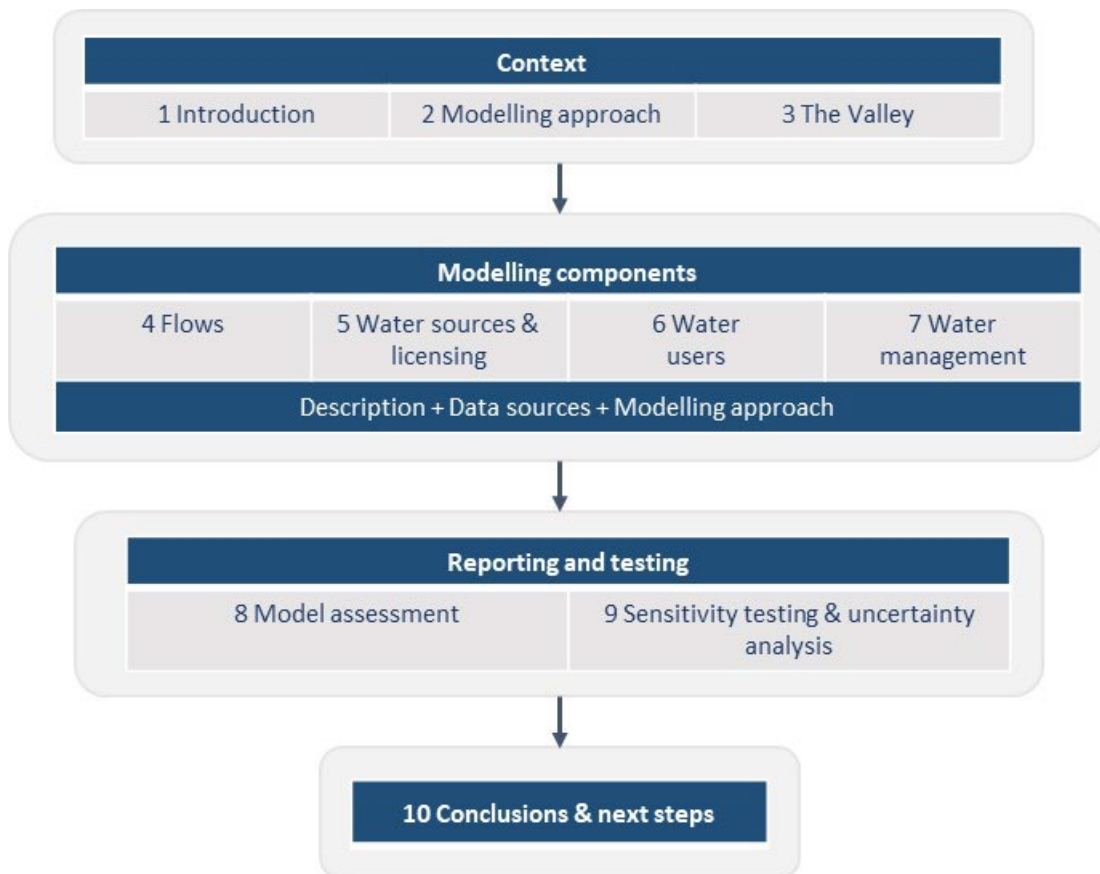 Context
1 Introduction
2 Modelling approach
3 The Valley
Modelling components
4 Flows
5 Water sources &
licensing
6 Water
users
7 Water
management
Description + Data sources + Modelling approach
Reporting and testing
8 Model assessment
9 Sensitivity testing & uncertainty
analysis
10 Conclusions & next steps